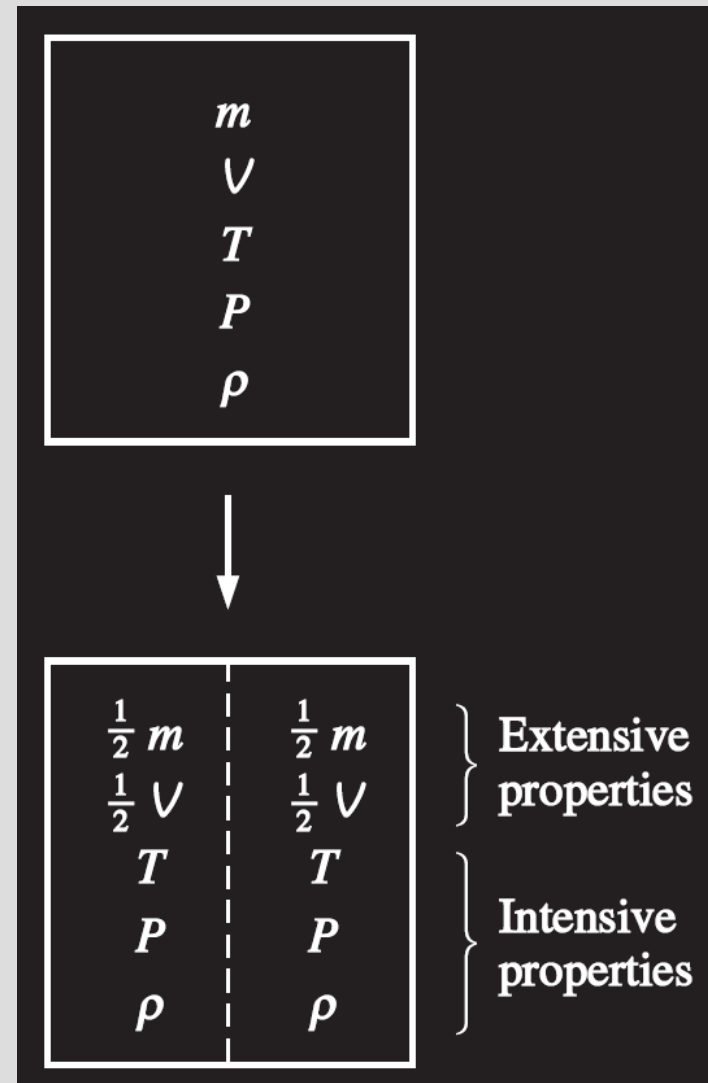 m
V
T
P
ρ
1/2 m 1/2 m
1/2 V 1/2 V
T T
P P
ρ ρ
Extensive
properties
Intensive
properties